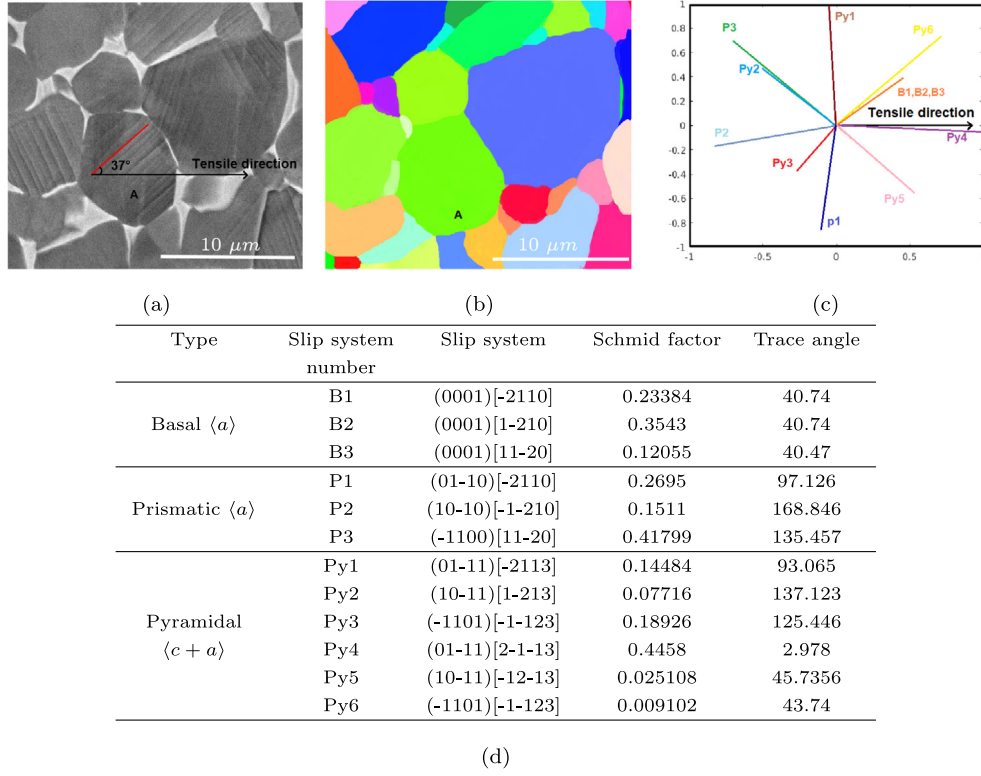 37°
Tensile direction
A
10 μm
A
10 μm
1
0.8
0.6
0.4
0.2
0
-0.2
-0.4
-0.6
-0.8
-1
-1
-0.5
0
0.5
Py1
P3
Py6
Py2
B1,B2,B3
Tensile direction
P2
Py4
Py3
Py5
p1
(a) (b) (c)
Type Slip system Slip system Schmid factor Trace angle
number
B1 (0001)[-2110] 0.23384 40.74
Basal ⟨a⟩ B2 (0001)[1-210] 0.3543 40.74
B3 (0001)[11-20] 0.12055 40.47
P1 (01-10)[-2110] 0.2695 97.126
Prismatic ⟨a⟩ P2 (10-10)[-1-210] 0.1511 168.846
P3 (-1100)[11-20] 0.41799 135.457
Py1 (01-11)[-2113] 0.14484 93.065
Py2 (10-11)[1-213] 0.07716 137.123
Pyramidal Py3 (-1101)[-1-123] 0.18926 125.446
⟨c + a⟩ Py4 (01-11)[2-1-13] 0.4458 2.978
Py5 (10-11)[-12-13] 0.025108 45.7356
Py6 (-1101)[-1-123] 0.009102 43.74
(d)